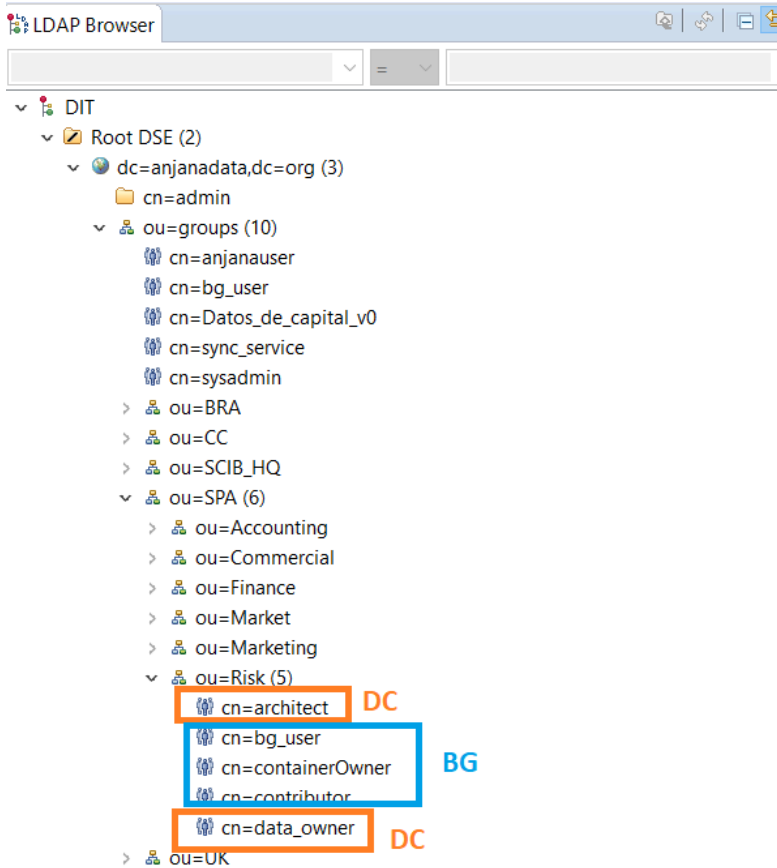 LDAP Browser
=
DIT
Root DSE (2)
dc=anjanadata,dc=org (3)
cn=admin
ou=groups (10)
cn=anjanauser
cn=bg_user
cn=Datos_de_capital_v0
cn=sync_service
cn=sysadmin
ou=BRA
ou=CC
ou=SCIB_HQ
ou=SPA (6)
ou=Accounting
ou=Commercial
ou=Finance
ou=Market
ou=Marketing
ou=Risk (5)
cn=architect DC
cn=bg_user
cn=containerOwner BG
cn=contributor
cn=data_owner DC
ou=UK